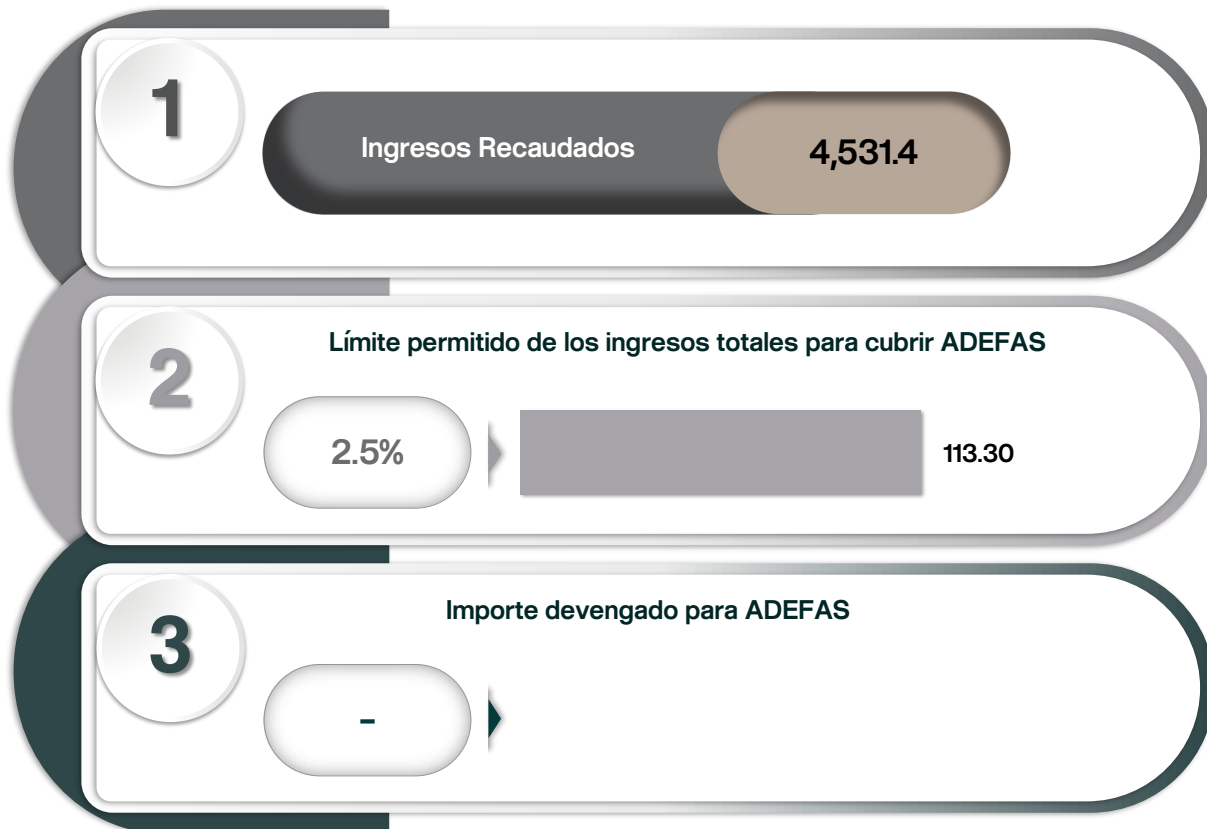 1
Ingresos Recaudados
4,531.4
2
Límite permitido de los ingresos totales para cubrir ADEFAS
2.5%
113.30
3
Importe devengado para ADEFAS
-